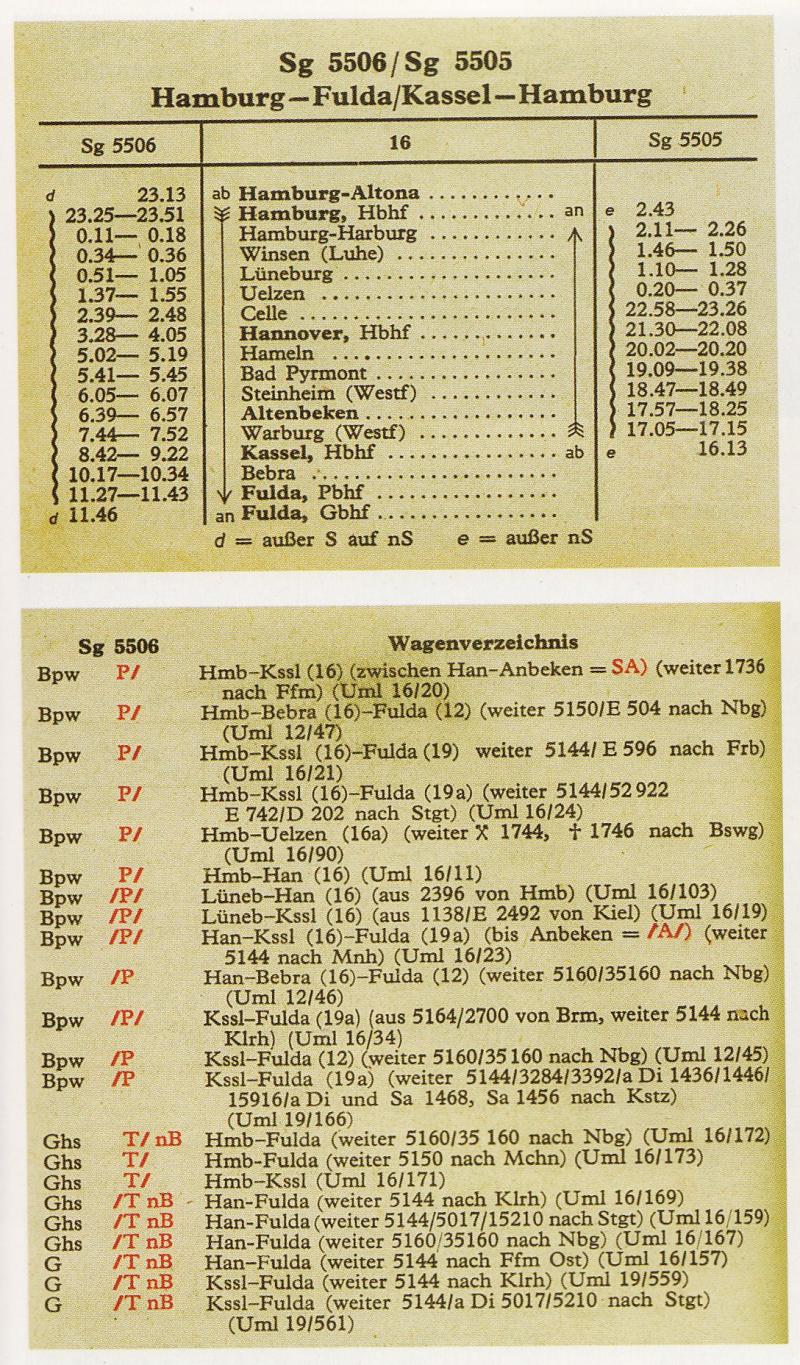 Sg 5506/Sg 5505
Hamburg—Fulda/Kassel—Hamburg
Sg 5506 16 Sg 5505
d 23.13 ab Hamburg-Altona
23.25—23.51 Hamburg, Hbhf an e 2.43
0.11— 0.18 Hamburg-Harburg 2.11— 2.26
0.34— 0.36 Winsen (Luhe) 1.46— 1.50
0.51— 1.05 Lüneburg 1.10— 1.28
1.37— 1.55 Uelzen 0.20— 0.37
2.39— 2.48 Celle 22.58—23.26
3.28— 4.05 Hannover, Hbhf 21.30—22.08
5.02— 5.19 Hameln 20.02—20.20
5.41— 5.45 Bad Pyrmont 19.09—19.38
6.05— 6.07 Steinheim (Westf) 18.47—18.49
6.39— 6.57 Altenbeken 17.57—18.25
7.44— 7.52 Warburg (Westf) 17.05—17.15
8.42— 9.22 Kassel, Hbhf ab e 16.13
10.17—10.34 Bebra
11.27—11.43 Fulda, Pbhf
d 11.46 an Fulda, Gbhf
d = außer S auf nS e = außer nS
Sg 5506 Wagenverzeichnis
Bpw P/ Hmb–Kssl (16) (zwischen Han-Anbeken = SA) (weiter 1736
nach Ffm) (Uml 16/20)
Bpw P/ Hmb–Bebra (16)–Fulda (12) (weiter 5150/E 504 nach Nbg)
(Uml 12/47)
Bpw P/ Hmb–Kssl (16)–Fulda (19) weiter 5144/ E 596 nach Frb)
(Uml 16/21)
Bpw P/ Hmb–Kssl (16)–Fulda (19a) (weiter 5144/52 922
E 742/D 202 nach Stgt) (Uml 16/24)
Bpw P/ Hmb–Uelzen (16a) (weiter ⚒ 1744, † 1746 nach Bswg)
(Uml 16/90)
Bpw P/ Hmb–Han (16) (Uml 16/11)
Bpw /P/ Lüneb–Han (16) (aus 2396 von Hmb) (Uml 16/103)
Bpw /P/ Lüneb–Kssl (16) (aus 1138/E 2492 von Kiel) (Uml 16/19)
Bpw /P/ Han–Kssl (16)–Fulda (19a) (bis Anbeken = /A/) (weiter
5144 nach Mnh) (Uml 16/23)
Bpw /P Han–Bebra (16)–Fulda (12) (weiter 5160/35160 nach Nbg)
(Uml 12/46)
Bpw /P/ Kssl–Fulda (19a) (aus 5164/2700 von Brm, weiter 5144 nach
Klrh) (Uml 16/34)
Bpw /P Kssl–Fulda (12) (weiter 5160/35 160 nach Nbg) (Uml 12/45)
Bpw /P Kssl–Fulda (19a) (weiter 5144/3284/3392/a Di 1436/1446/
15916/a Di und Sa 1468, Sa 1456 nach Kstz)
(Uml 19/166)
Ghs T/ nB Hmb–Fulda (weiter 5160/35 160 nach Nbg) (Uml 16/172)
Ghs T/ Hmb-Fulda (weiter 5150 nach Mchn) (Uml 16/173)
Ghs T/ Hmb–Kssl (Uml 16/171)
Ghs /T nB Han-Fulda (weiter 5144 nach Klrh) (Uml 16/169)
Ghs /T nB Han-Fulda (weiter 5144/5017/15210 nach Stgt) (Uml 16/159)
Ghs /T nB Han-Fulda (weiter 5160/35160 nach Nbg) (Uml 16/167)
G /T nB Han–Fulda (weiter 5144 nach Ffm Ost) (Uml 16/157)
G /T nB Kssl–Fulda (weiter 5144 nach Klrh) (Uml 19/559)
G /T nB Kssl–Fulda (weiter 5144/a Di 5017/5210 nach Stgt)
(Uml 19/561)